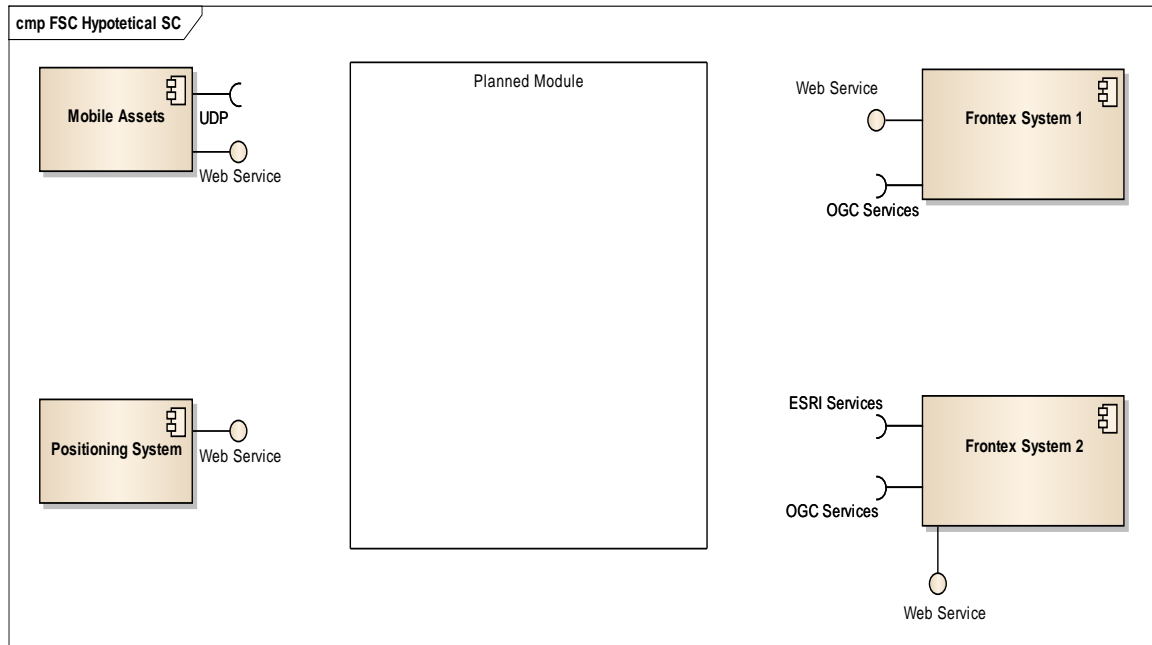 cmp FSC Hypotetical SC
Mobile Assets
UDP
Web Service
Planned Module
Web Service
Frontex System 1
OGC Services
Positioning System
Web Service
ESRI Services
Frontex System 2
OGC Services
Web Service